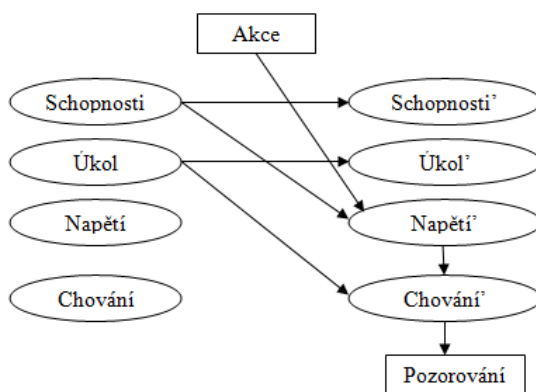 Akce
Schopnosti
Schopnosti’
Úkol
Úkol’
Napětí
Napětí’
Chování
Chování’
Pozorování